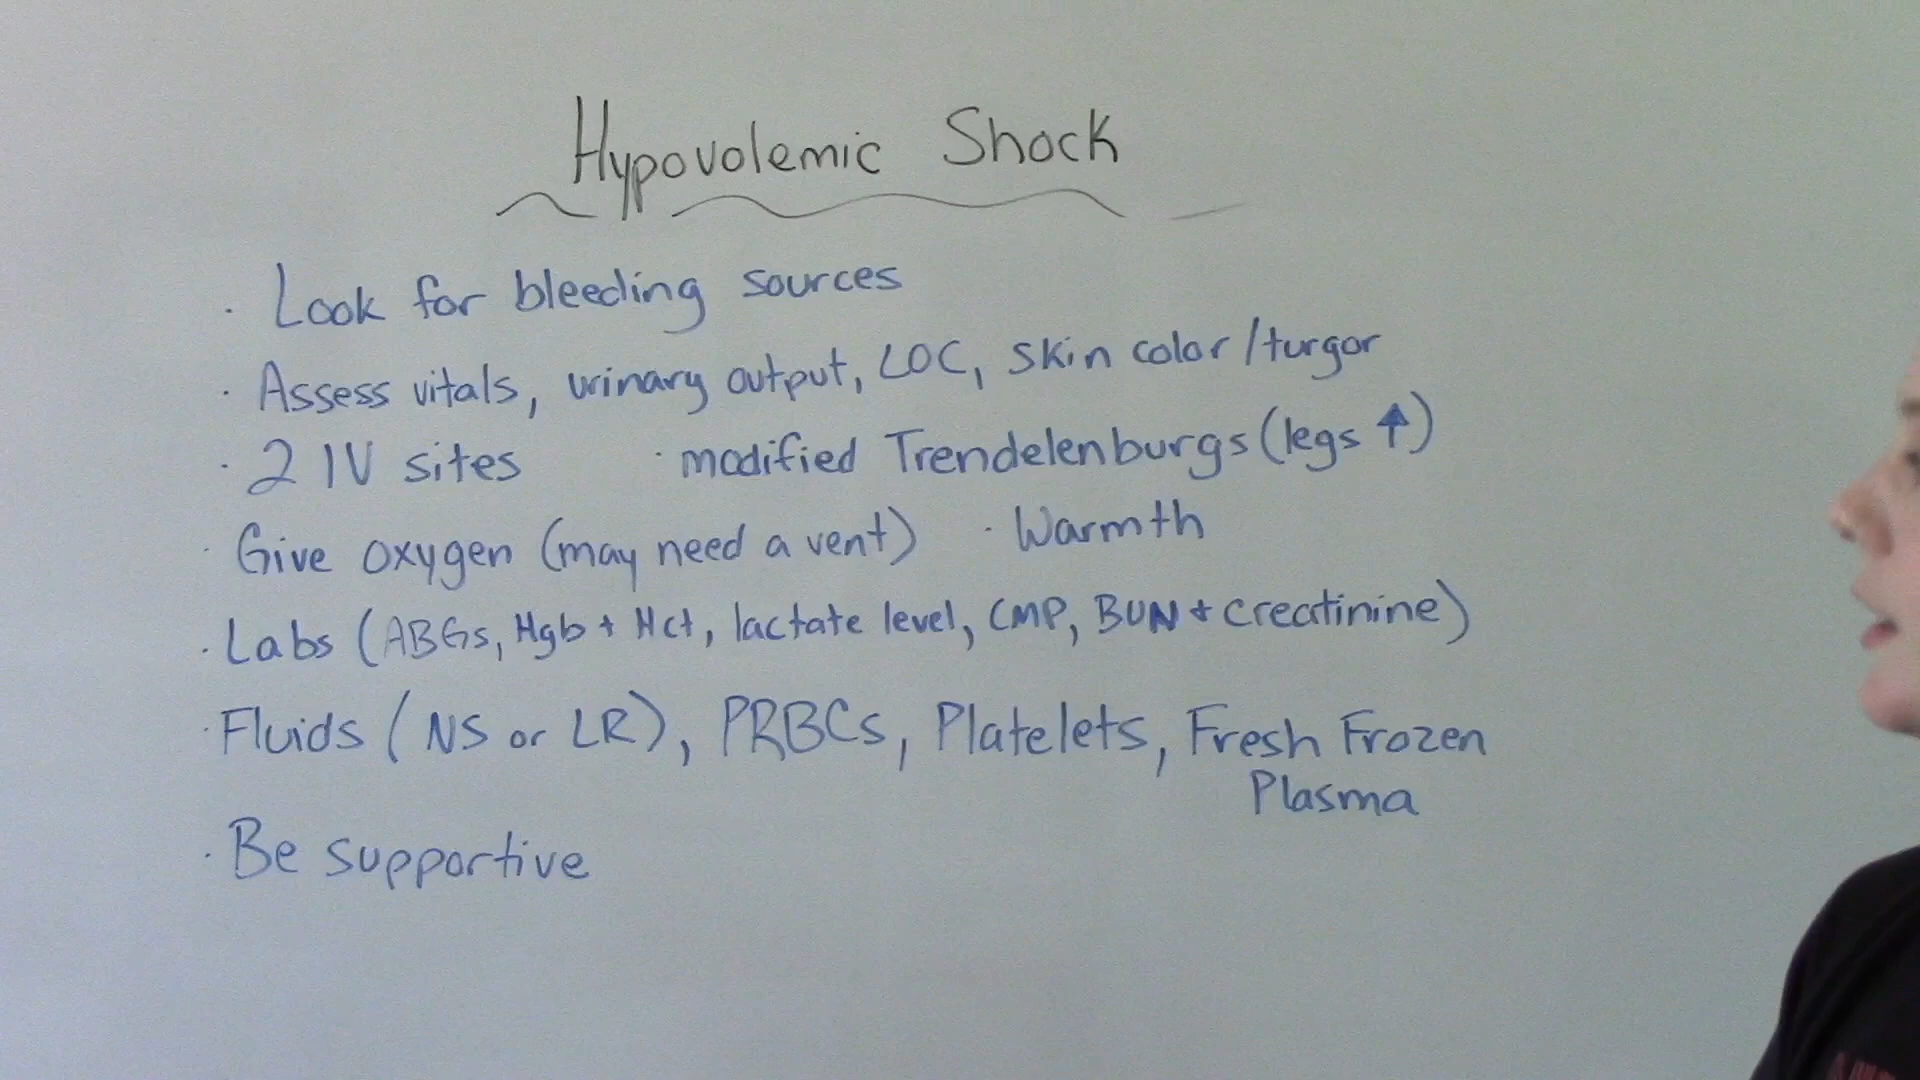 Hypovolemic Shock
· Look for bleeding sources
· Assess vitals, urinary output, LOC, skin color/turgor
· 2 IV sites · modified Trendelenburgs (legs ↑)
· Give oxygen (may need a vent) · Warmth
· Labs (ABGs, Hgb + Hct, lactate level, CMP, BUN + creatinine)
· Fluids (NS or LR), PRBCs, Platelets, Fresh Frozen
Plasma
· Be supportive